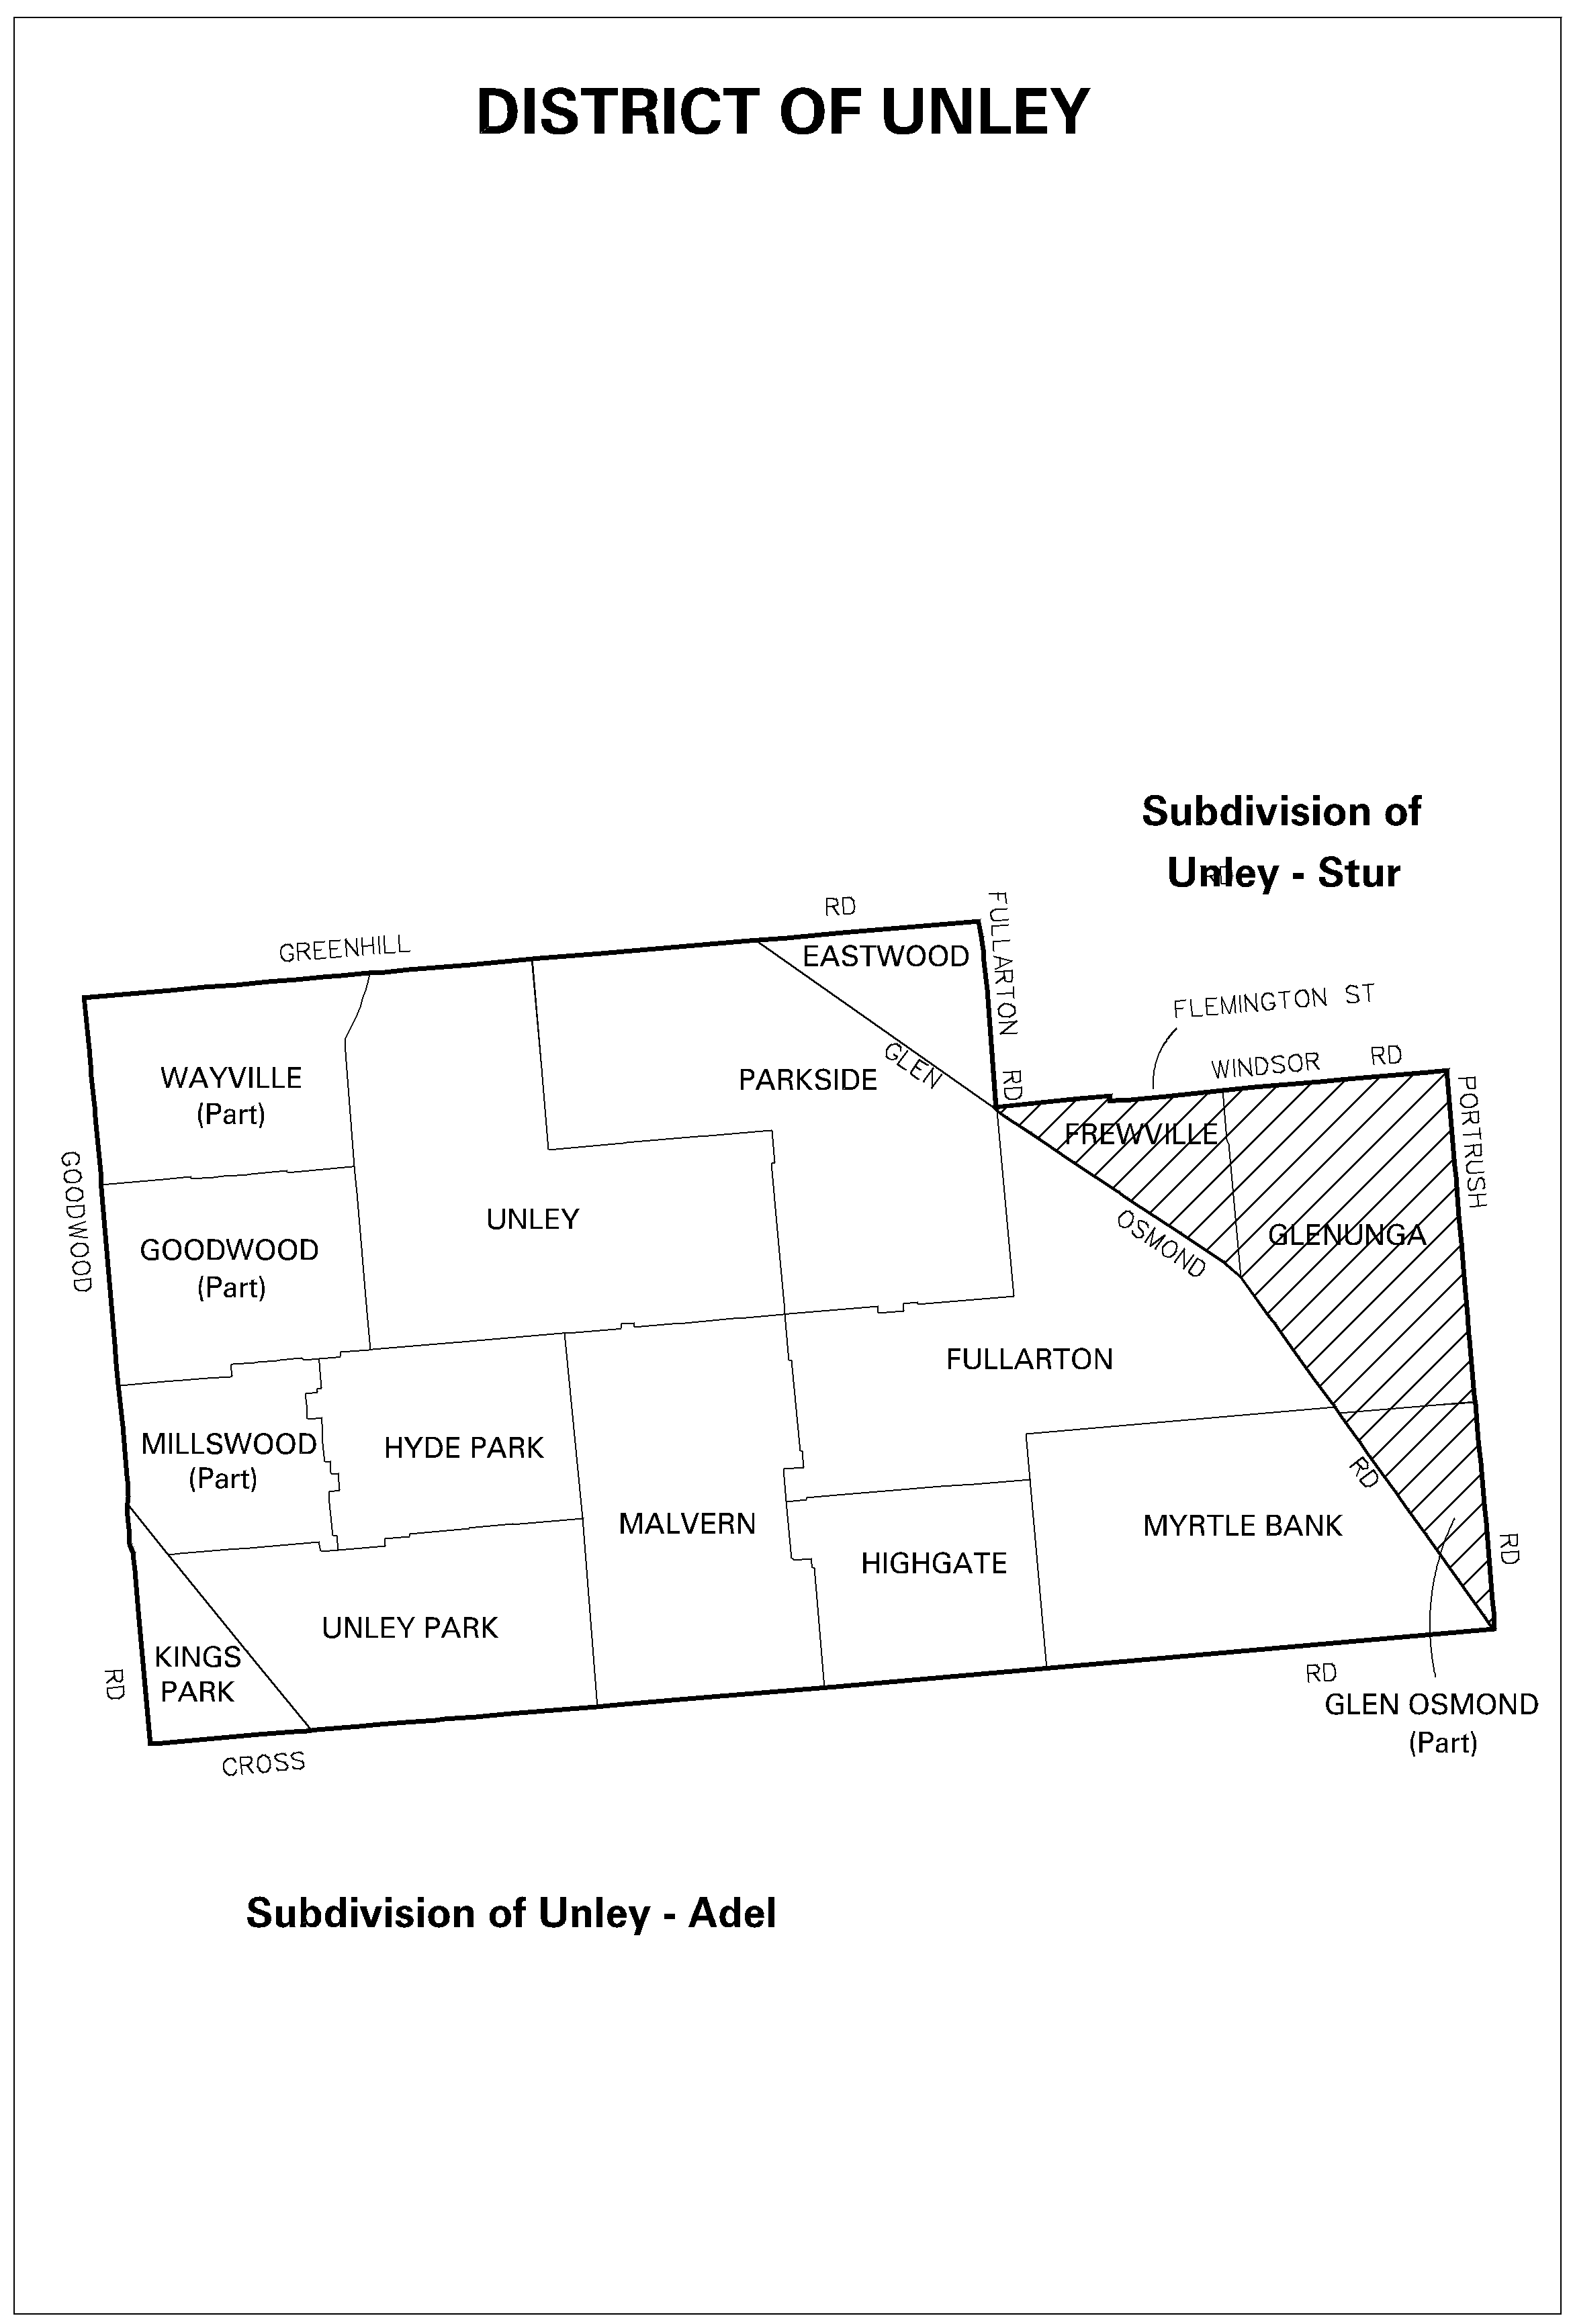 DISTRICT OF UNLEY
Subdivision of
Unley - Stur
RD
RD
FULLARTON
RD
GREENHILL
EASTWOOD
FLEMINGTON ST
WINDSOR RD
PORTRUSH
RD
WAYVILLE
(Part)
PARKSIDE
GLEN
FREWVILLE
GOODWOOD
RD
UNLEY
OSMOND
RD
GLENUNGA
GOODWOOD
(Part)
FULLARTON
MILLSWOOD
(Part)
HYDE PARK
MALVERN
MYRTLE BANK
HIGHGATE
UNLEY PARK
KINGS
PARK
CROSS
RD
GLEN OSMOND
(Part)
Subdivision of Unley - Adel